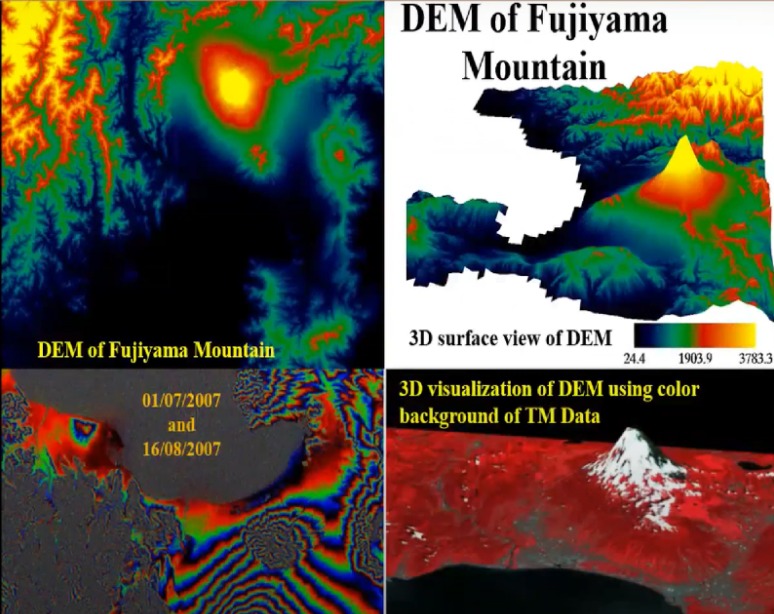 DEM of Fujiyama
Mountain
DEM of Fujiyama Mountain
3D surface view of DEM
24.4 1903.9 3783.3
01/07/2007
and
16/08/2007
3D visualization of DEM using color
background of TM Data